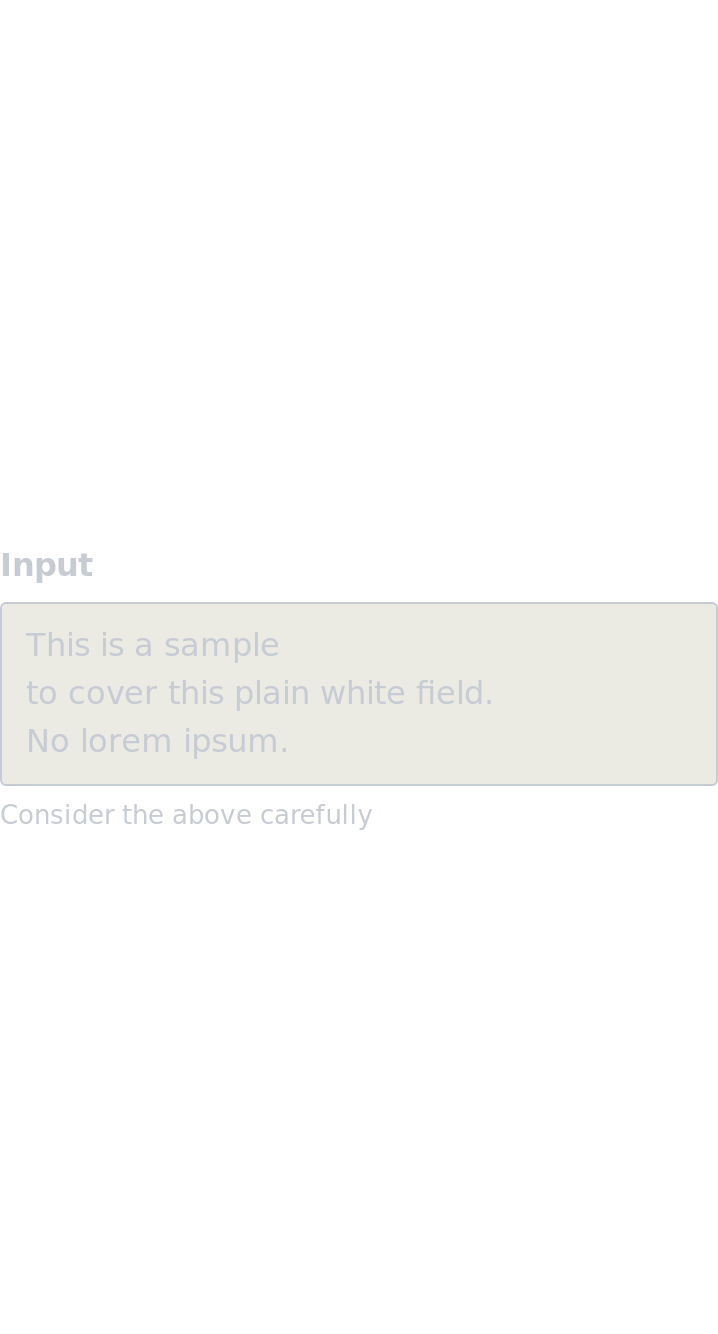 Input
This is a sample
to cover this plain white field.
No lorem ipsum.
Consider the above carefully